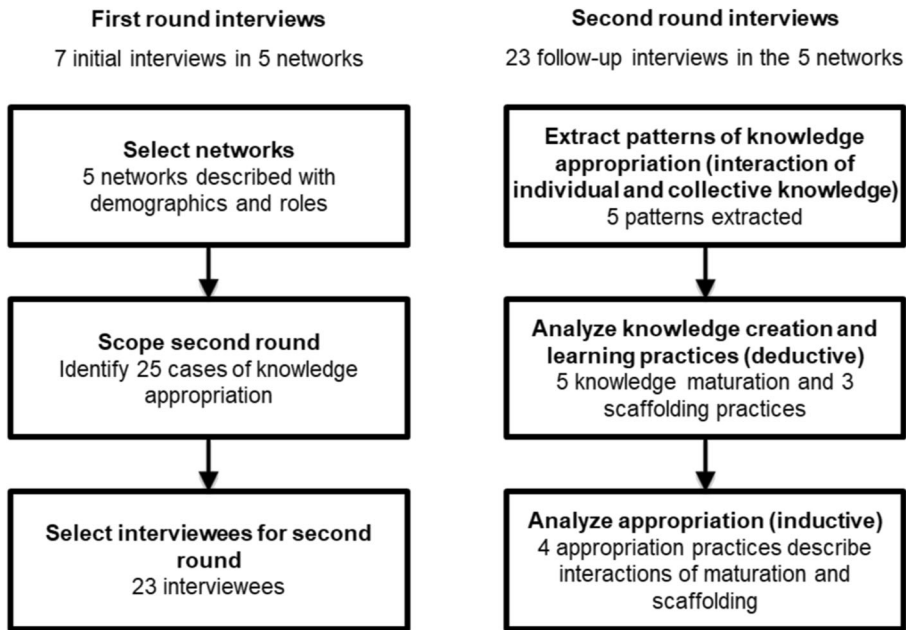 First round interviews
7 initial interviews in 5 networks
Select networks
5 networks described with
demographics and roles
Scope second round
Identify 25 cases of knowledge
appropriation
Select interviewees for second
round
23 interviewees
Second round interviews
23 follow-up interviews in the 5 networks
Extract patterns of knowledge
appropriation (interaction of
individual and collective knowledge)
5 patterns extracted
Analyze knowledge creation and
learning practices (deductive)
5 knowledge maturation and 3
scaffolding practices
Analyze appropriation (inductive)
4 appropriation practices describe
interactions of maturation and
scaffolding